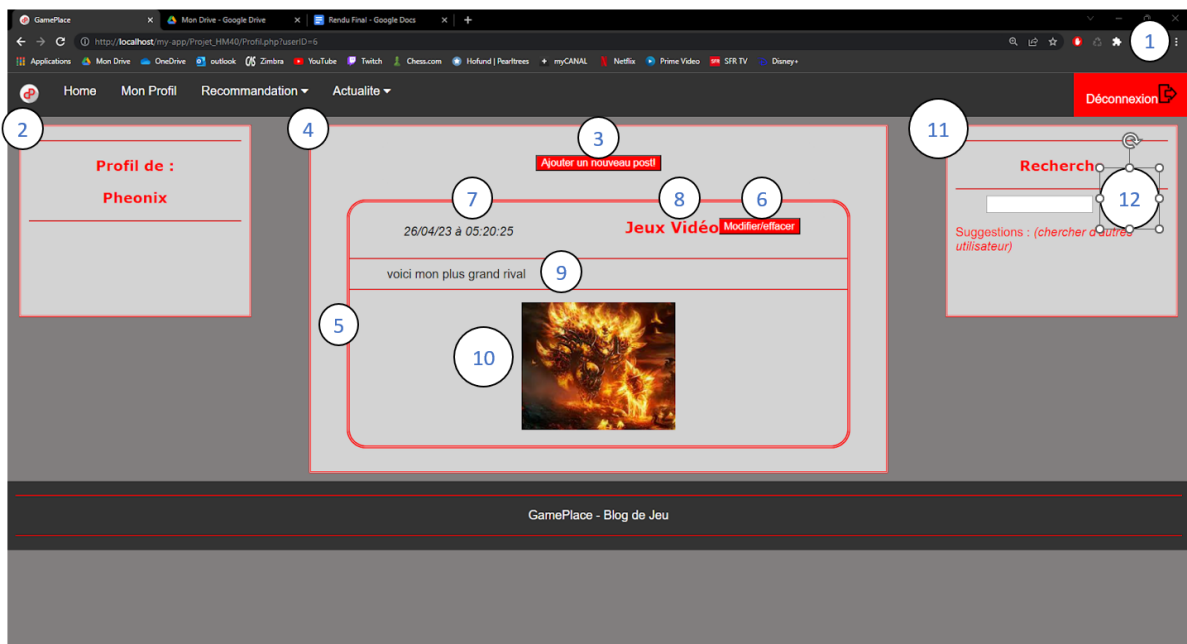 GamePlace Mon Drive - Google Drive Rendu Final - Google Docs
http://localhost/my-app/Projet_HM40/Profil.php?userID=6
1
Applications Mon Drive OneDrive outlook Zimbra YouTube Twitch Chess.com Hofund | Pearltrees myCANAL Netflix Prime Video SFR TV Disney+
Home Mon Profil Recommandation Actualite Déconnexion
2
4
3
11
Ajouter un nouveau post!
Profil de :
Pheonix
Recherch
12
7
8
6
26/04/23 à 05:20:25 Jeux Vidéo Modifier/effacer
Suggestions : (chercher d'autres
utilisateur)
voici mon plus grand rival
9
5
10
GamePlace - Blog de Jeu